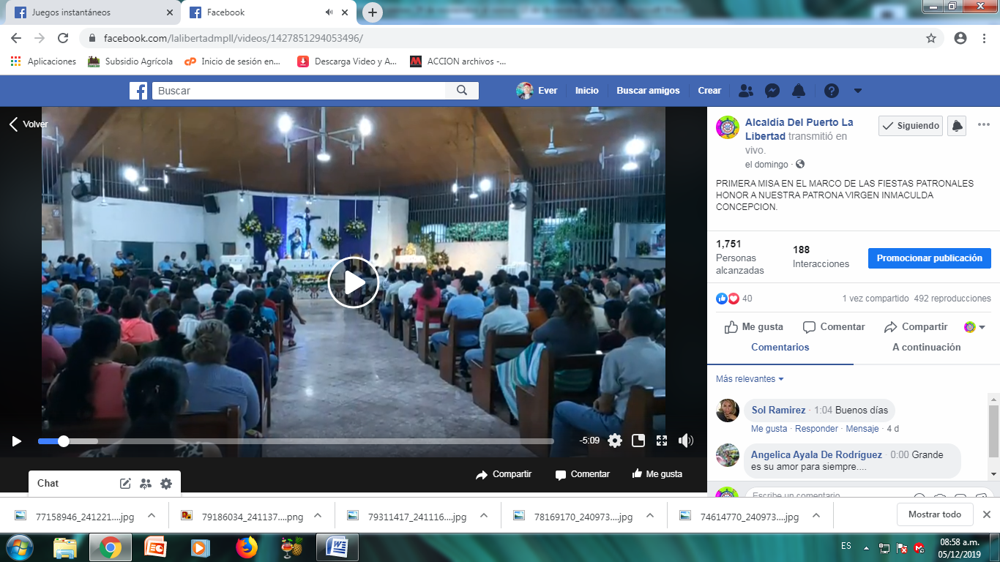 Juegos instantáneos
Facebook
facebook.com/lalibertadmpll/videos/1427851294053496/
Aplicaciones
Subsidio Agrícola
Inicio de sesión en...
Descarga Video y A...
ACCION archivos -...
Buscar
Ever
Inicio
Buscar amigos
Crear
Volver
Alcaldía Del Puerto La
Libertad transmitió en
vivo.
el domingo ·
Siguiendo
PRIMERA MISA EN EL MARCO DE LAS FIESTAS PATRONALES
HONOR A NUESTRA PATRONA VIRGEN INMACULDA
CONCEPCION.
1,751
Personas
alcanzadas
188
Interacciones
Promocionar publicación
40
1 vez compartido 492 reproducciones
Me gusta
Comentar
Compartir
Comentarios
A continuación
Más relevantes
Sol Ramirez · 1:04 Buenos días
Me gusta · Responder · Mensaje · 4 d
Angelica Ayala De Rodríguez · 0:00 Grande
es su amor para siempre....
Escribe un comentario
-5:09
Compartir
Comentar
Me gusta
Chat
77158946_241221....jpg
79186034_241137....png
79311417_241116....jpg
78169170_240973....jpg
74614770_240973....jpg
Mostrar todo
ES
08:58 a.m.
05/12/2019